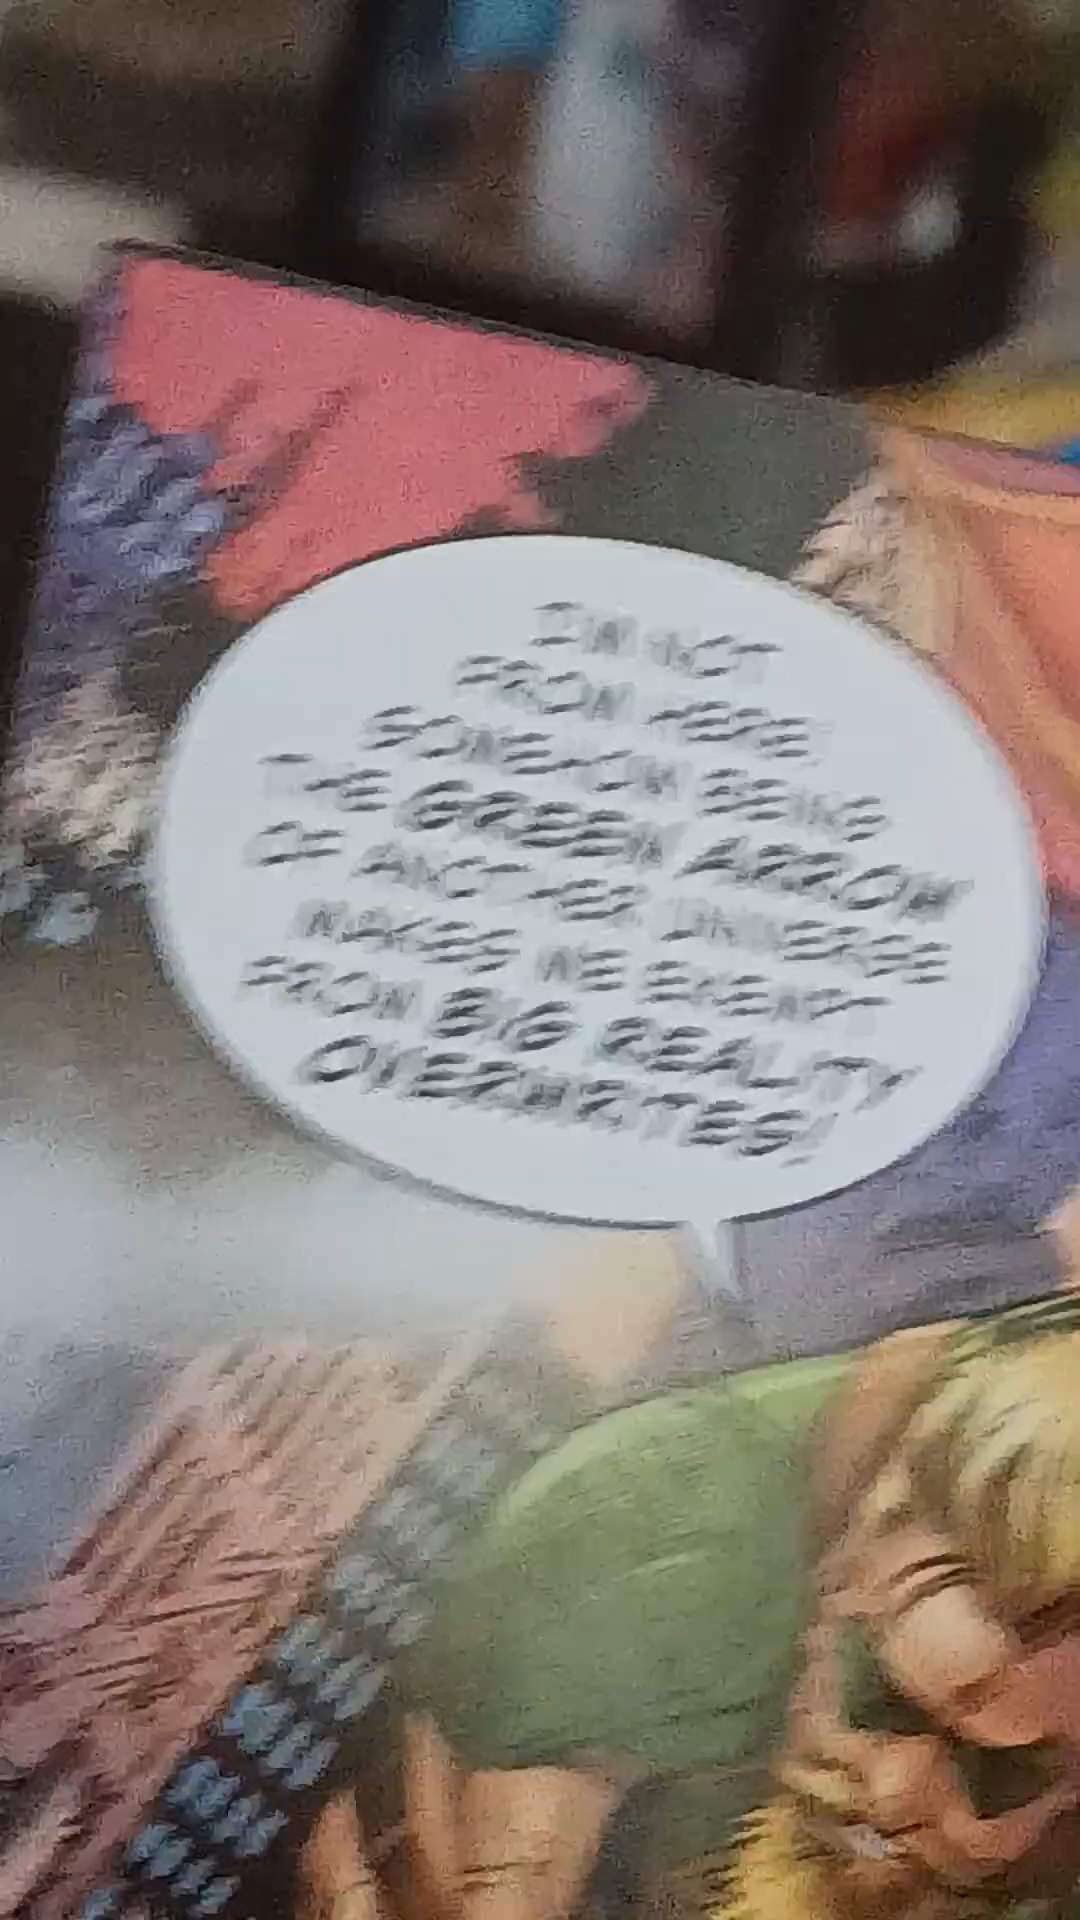 I'M NOT
FROM HERE.
SOMEHOW BEING
THE GREEN ARROW
OF ANOTHER UNIVERSE
MAKES ME EXEMPT
FROM BIG REALITY
OVERWRITES!